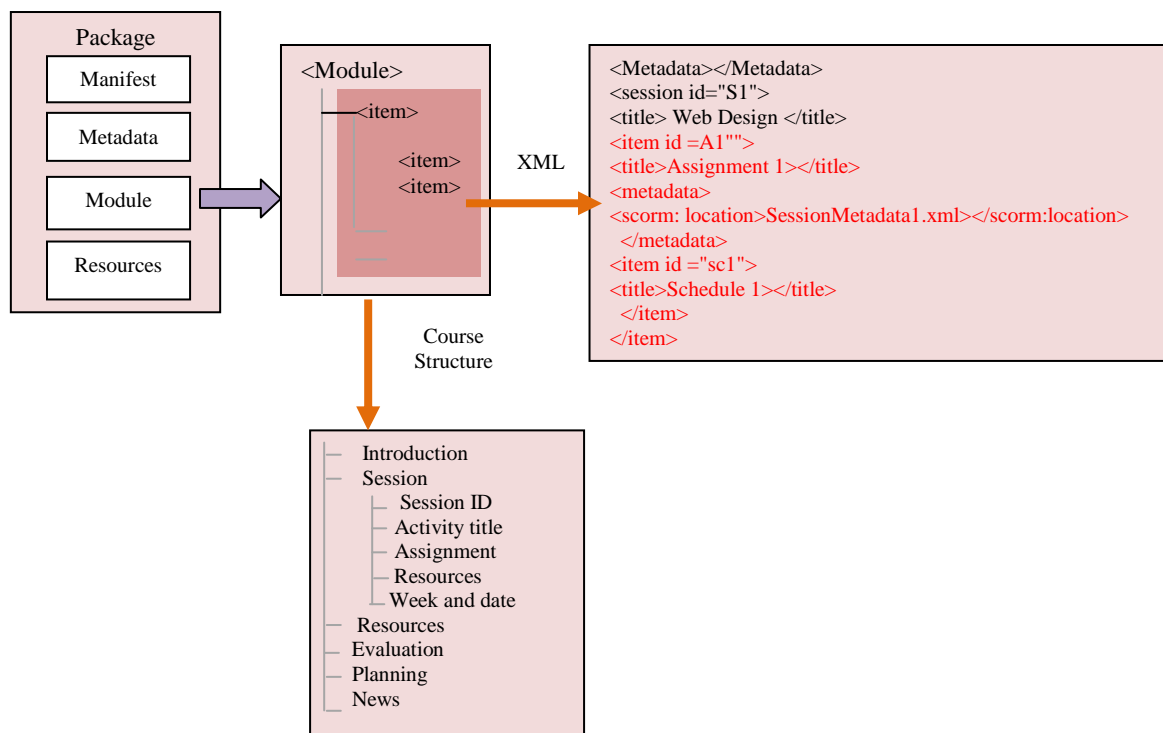 Package
Manifest
Metadata
Module
Resources
<Module>
<item>
<item>
<item>
XML
<Metadata></Metadata>
<session id="S1">
<title> Web Design </title>
<item id =A1"">
<title>Assignment 1></title>
<metadata>
<scorm: location>SessionMetadata1.xml></scorm:location>
</metadata>
<item id ="sc1">
<title>Schedule 1></title>
</item>
</item>
Course
Structure
Introduction
Session
Session ID
Activity title
Assignment
Resources
Week and date
Resources
Evaluation
Planning
News